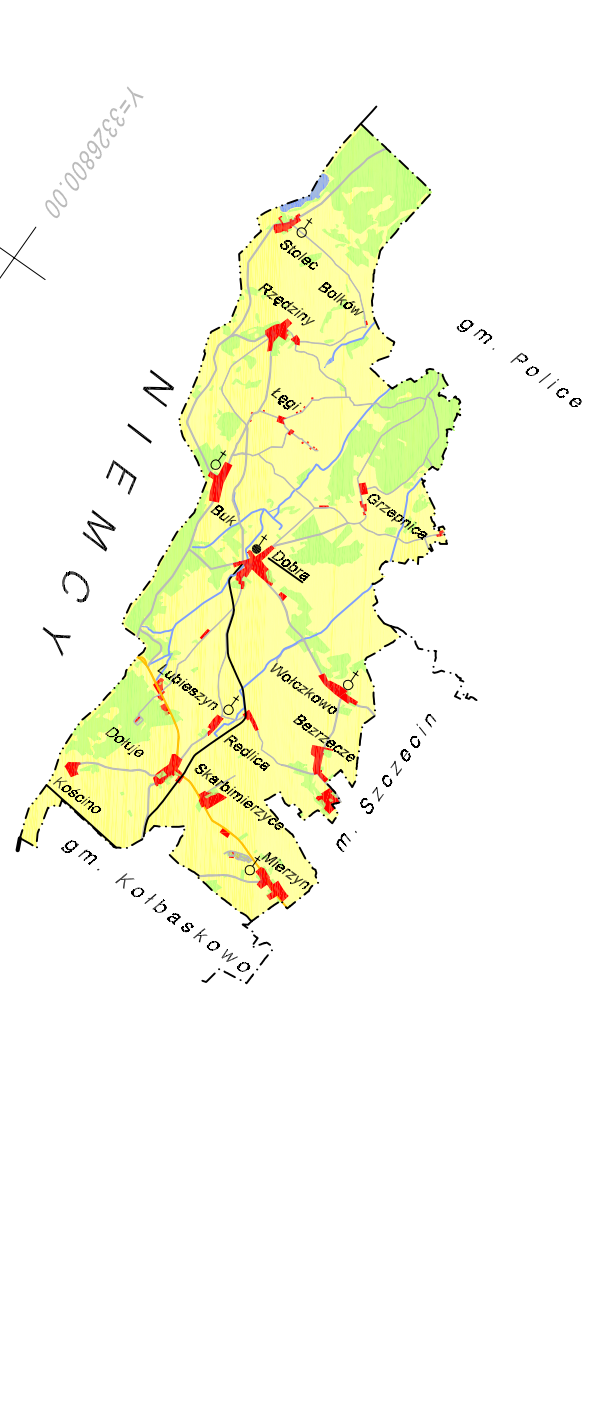 Y=3326800.00
Stolec
Bolków
Rzędziny
gm. Police
NIEMCY
Łęgi
Grzepnica
Buk
Dobra
Wołczkowo
Lubieszyn
Bezrzecze
Redlica
Dołuje
m. Szczecin
Skarbimierzyce
Kościno
Mierzyn
gm. Kołbaskowo